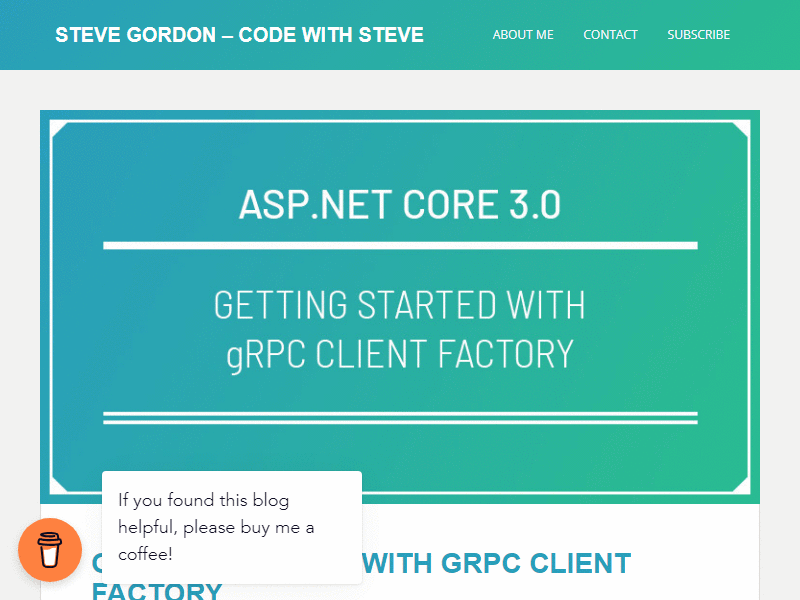 STEVE GORDON – CODE WITH STEVE
ABOUT ME CONTACT SUBSCRIBE
ASP.NET CORE 3.0
GETTING STARTED WITH
gRPC CLIENT FACTORY
If you found this blog
helpful, please buy me a
coffee!
WITH GRPC CLIENT
FACTORY